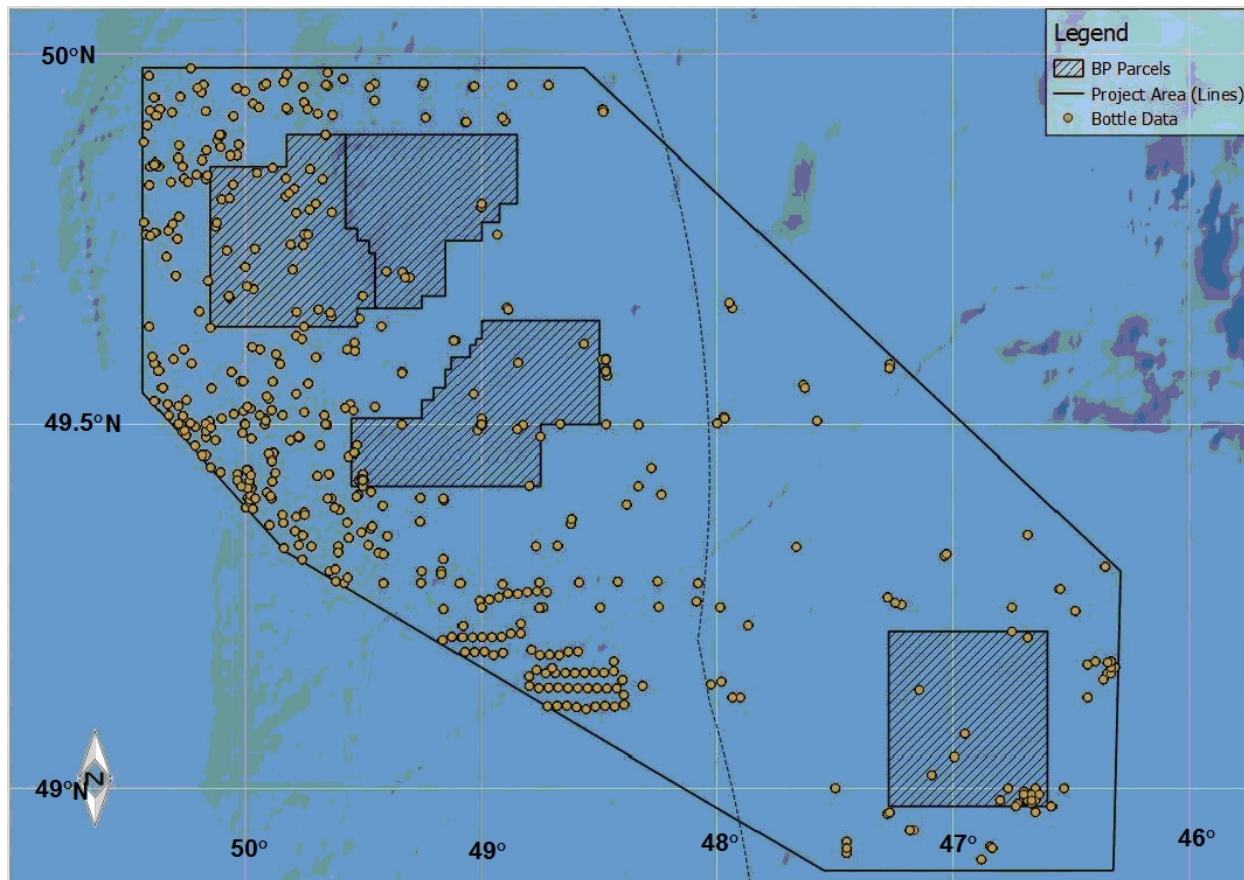 50°N
Legend
BP Parcels
Project Area (Lines)
Bottle Data
49.5°N
N
49°N
50°
49°
48°
47°
46°